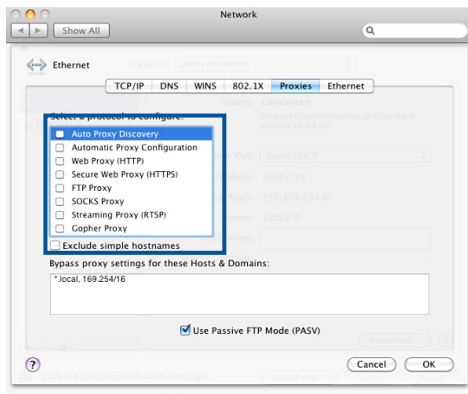 Network
Show All
Ethernet
TCP/IP DNS WINS 802.1X Proxies Ethernet
Select a protocol to configure:
Auto Proxy Discovery
Automatic Proxy Configuration
Web Proxy (HTTP)
Secure Web Proxy (HTTPS)
FTP Proxy
SOCKS Proxy
Streaming Proxy (RTSP)
Gopher Proxy
Exclude simple hostnames
Bypass proxy settings for these Hosts & Domains:
*.local, 169.254/16
Use Passive FTP Mode (PASV)
Advanced...
?
?
Cancel OK